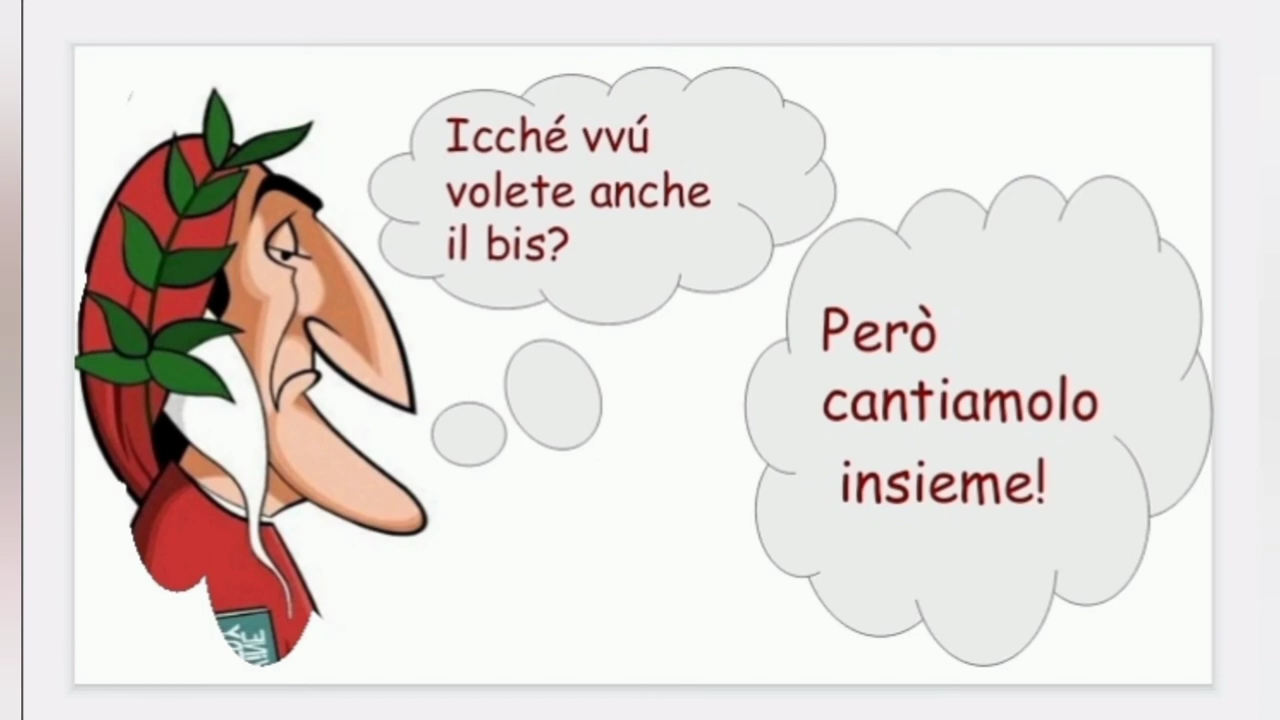 Icché vvú
volete anche
il bis?
Però
cantiamolo
insieme!